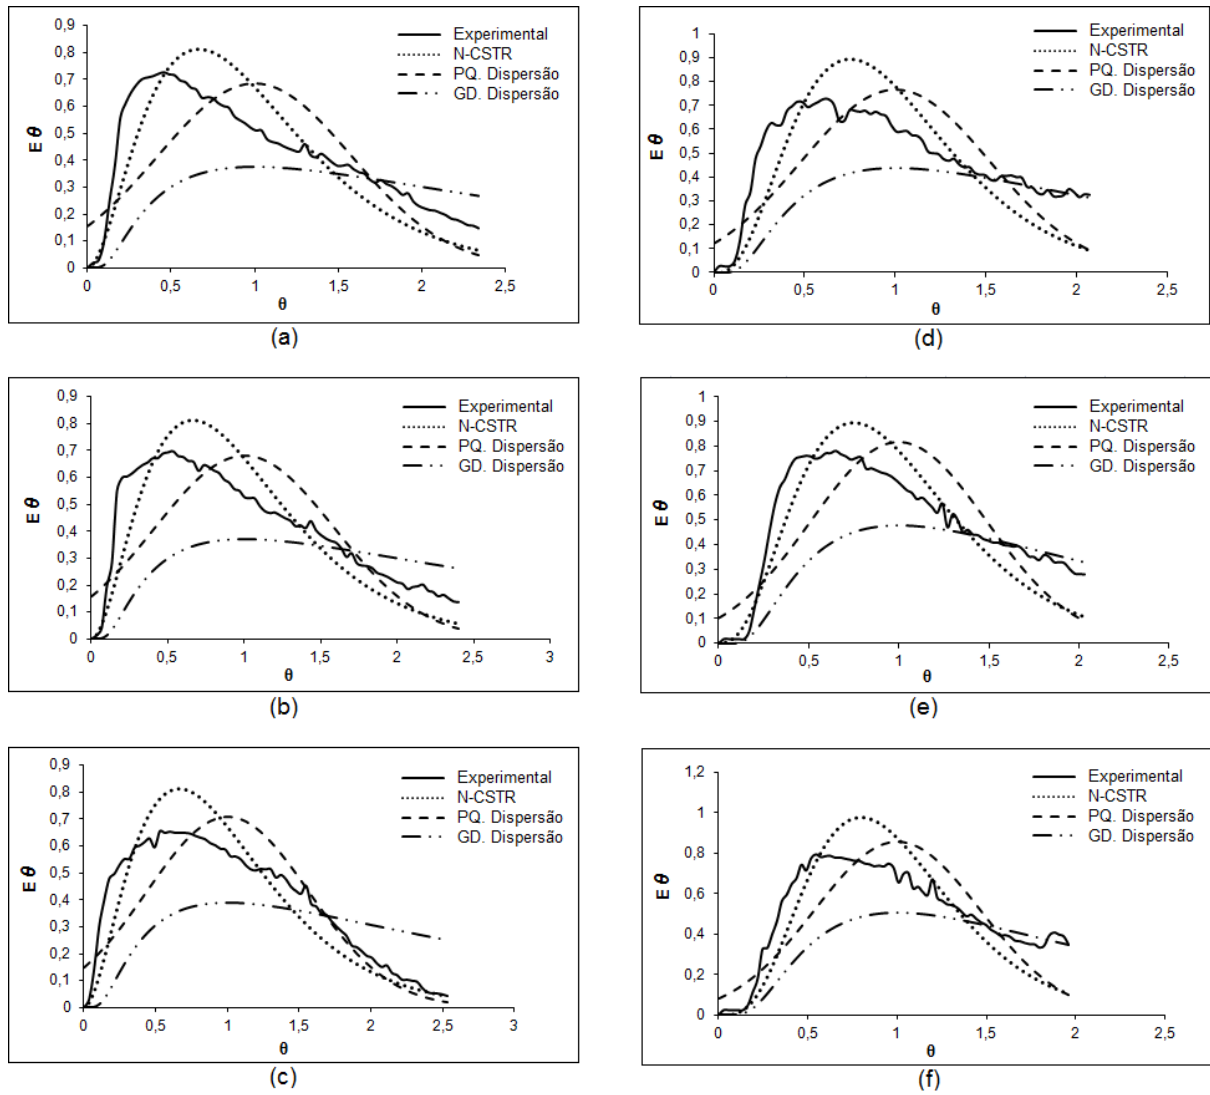 0,9
0,8
0,7
0,6
0,5
0,4
0,3
0,2
0,1
0
E θ
0
0,5
1
1,5
2
2,5
θ
Experimental
N-CSTR
PQ. Dispersão
GD. Dispersão
(a)
1
0,9
0,8
0,7
0,6
0,5
0,4
0,3
0,2
0,1
0
E θ
0
0,5
1
1,5
2
2,5
θ
Experimental
N-CSTR
PQ. Dispersão
GD. Dispersão
(d)
0,9
0,8
0,7
0,6
0,5
0,4
0,3
0,2
0,1
0
E θ
0
0,5
1
1,5
2
2,5
3
θ
Experimental
N-CSTR
PQ. Dispersão
GD. Dispersão
(b)
1
0,9
0,8
0,7
0,6
0,5
0,4
0,3
0,2
0,1
0
E θ
0
0,5
1
1,5
2
2,5
θ
Experimental
N-CSTR
PQ. Dispersão
GD. Dispersão
(e)
0,9
0,8
0,7
0,6
0,5
0,4
0,3
0,2
0,1
0
E θ
0
0,5
1
1,5
2
2,5
3
θ
Experimental
N-CSTR
PQ. Dispersão
GD. Dispersão
(c)
1,2
1
0,8
0,6
0,4
0,2
0
E θ
0
0,5
1
1,5
2
2,5
θ
Experimental
N-CSTR
PQ. Dispersão
GD. Dispersão
(f)